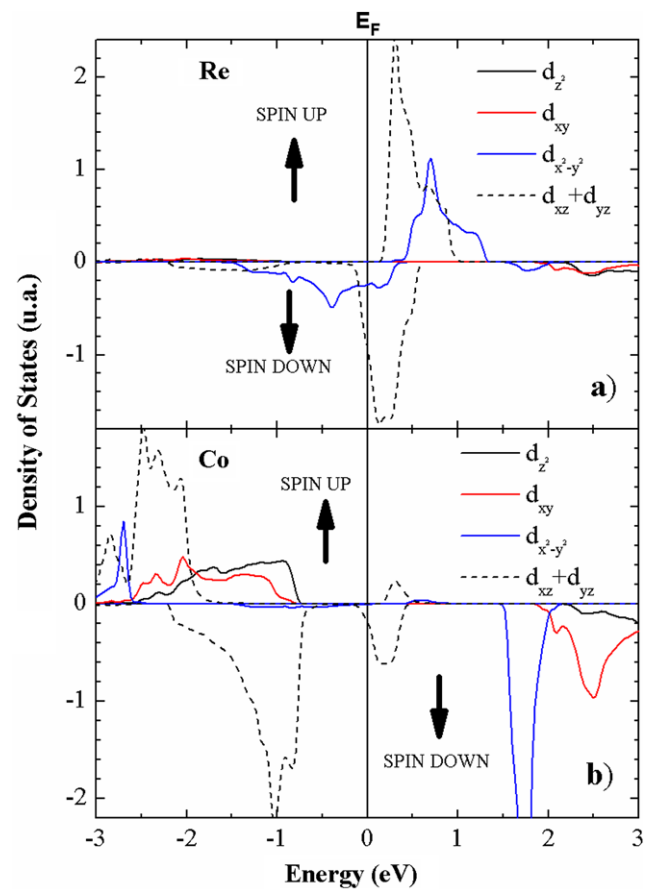 E_F
Re
SPIN UP
d_z²
d_xy
d_x²-y²
d_xz+d_yz
2
1
0
-1
SPIN DOWN
a)
Density of States (u.a.)
Co
SPIN UP
d_z²
d_xy
d_x²-y²
d_xz+d_yz
1
0
-1
-2
SPIN DOWN
b)
-3 -2 -1 0 1 2 3
Energy (eV)